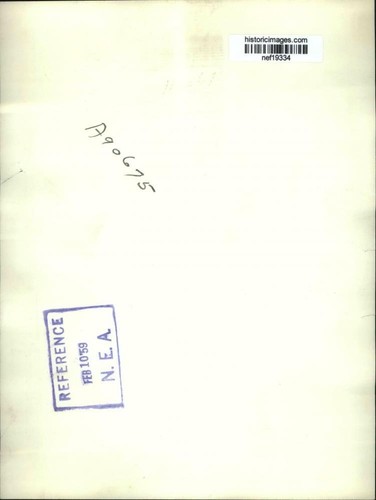 historicimages.com
nef19334
A90675
REFERENCE
FEB 10'59
N. E. A.